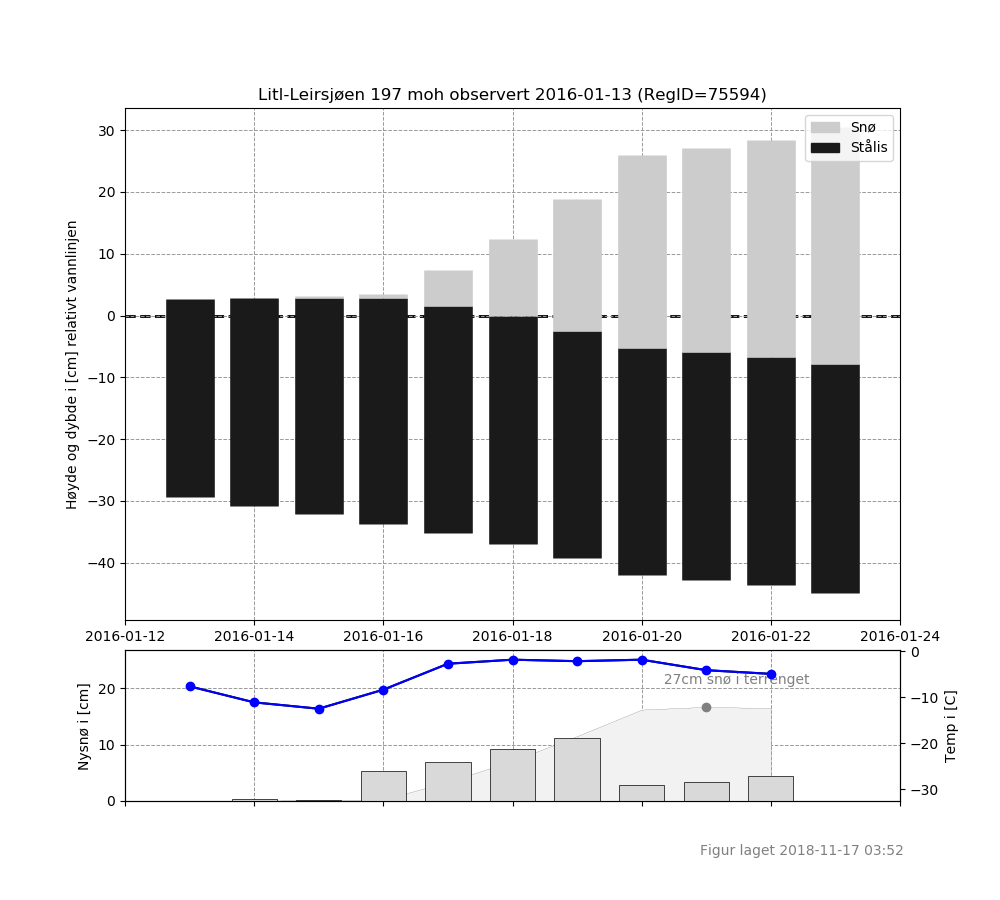 Litl-Leirsjøen 197 moh observert 2016-01-13 (RegID=75594)
Snø
Stålis
Høyde og dybde i [cm] relativt vannlinjen
30
20
10
0
−10
−20
−30
−40
2016-01-12 2016-01-14 2016-01-16 2016-01-18 2016-01-20 2016-01-22 2016-01-24
Nysnø i [cm]
20
10
0
27cm snø i terrenget
0
−10
−20
−30
Temp i [C]
Figur laget 2018-11-17 03:52